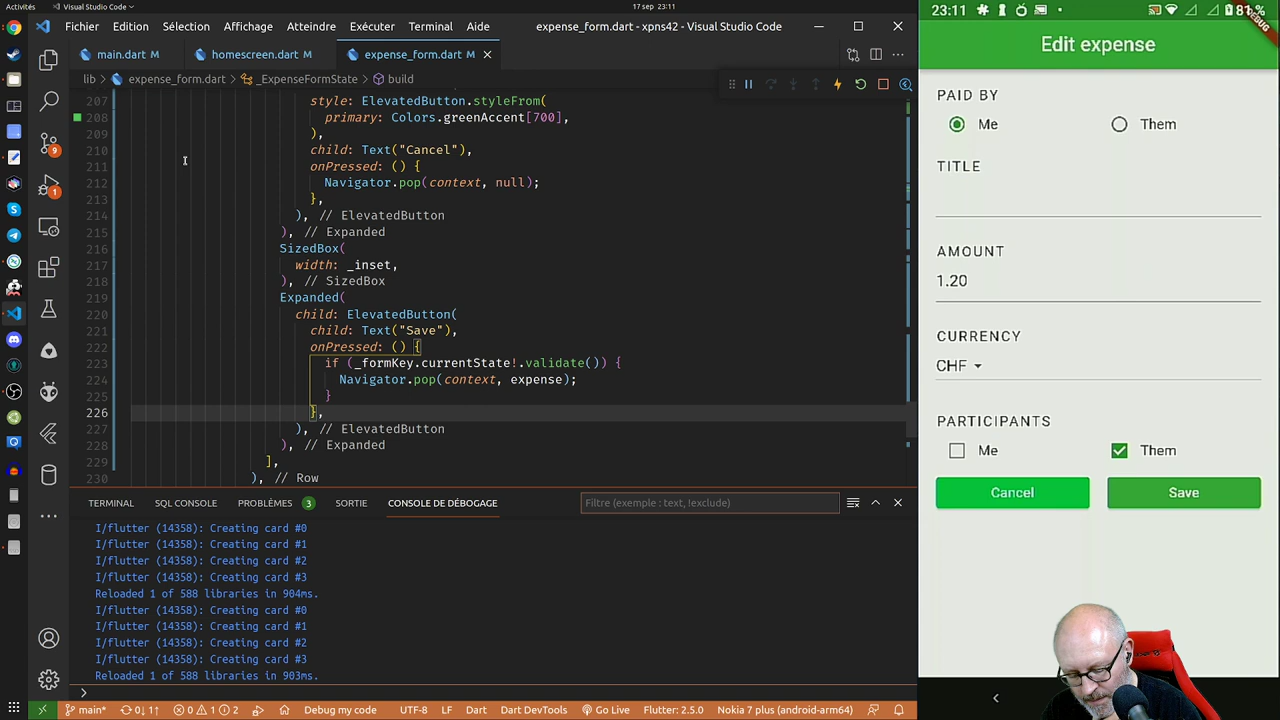 Activités
Visual Studio Code
17 sep 23:11
Fichier Edition Sélection Affichage Atteindre Exécuter Terminal Aide
expense_form.dart - xpns42 - Visual Studio Code
main.dart M
homescreen.dart M
expense_form.dart M
lib > expense_form.dart > _ExpenseFormState > build
207 style: ElevatedButton.styleFrom(
208 primary: Colors.greenAccent[700],
209 ),
210 child: Text("Cancel"),
211 onPressed: () {
212 Navigator.pop(context, null);
213 },
214 ), // ElevatedButton
215 ), // Expanded
216 SizedBox(
217 width: _inset,
218 ), // SizedBox
219 Expanded(
220 child: ElevatedButton(
221 child: Text("Save"),
222 onPressed: () {
223 if (_formKey.currentState!.validate()) {
224 Navigator.pop(context, expense);
225 }
226 },
227 ), // ElevatedButton
228 ), // Expanded
229 ],
230 ), // Row
9
1
TERMINAL SQL CONSOLE PROBLÈMES 3 SORTIE CONSOLE DE DÉBOGAGE
Filtre (exemple : text, !exclude)
I/flutter (14358): Creating card #0
I/flutter (14358): Creating card #1
I/flutter (14358): Creating card #2
I/flutter (14358): Creating card #3
Reloaded 1 of 588 libraries in 904ms.
I/flutter (14358): Creating card #0
I/flutter (14358): Creating card #1
I/flutter (14358): Creating card #2
I/flutter (14358): Creating card #3
Reloaded 1 of 588 libraries in 903ms.
main* 0↓ 1↑ 0 1 2 Debug my code UTF-8 LF Dart Dart DevTools Go Live Flutter: 2.5.0 Nokia 7 plus (android-arm64)
23:11
DEBUG
Edit expense
PAID BY
Me Them
TITLE
AMOUNT
1.20
CURRENCY
CHF
PARTICIPANTS
Me Them
Cancel Save